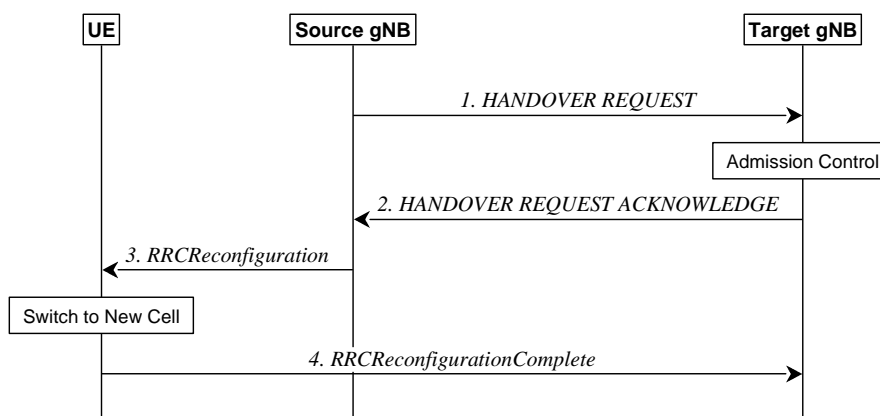 UE
Source gNB
Target gNB
1. HANDOVER REQUEST
Admission Control
2. HANDOVER REQUEST ACKNOWLEDGE
3. RRCReconfiguration
Switch to New Cell
4. RRCReconfigurationComplete